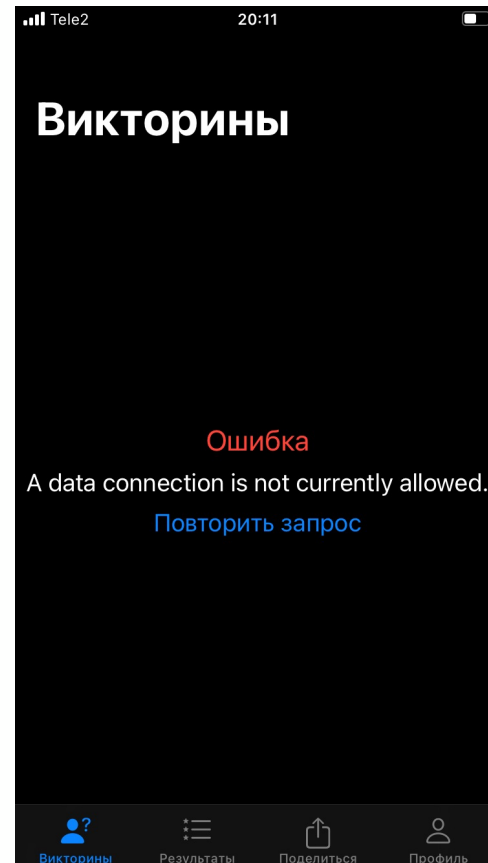 Tele2
20:11
Викторины
Ошибка
A data connection is not currently allowed.
Повторить запрос
Викторины Результаты Поделиться Профиль